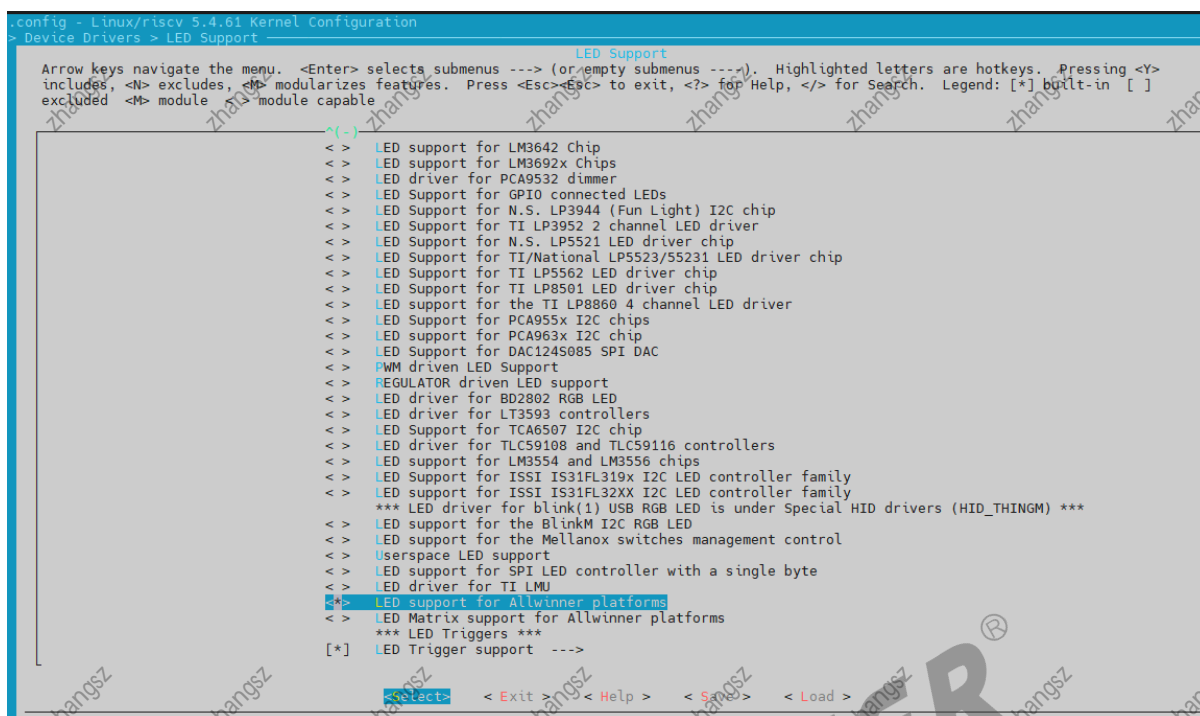 .config - Linux/riscv 5.4.61 Kernel Configuration
> Device Drivers > LED Support
LED Support
Arrow keys navigate the menu.  <Enter> selects submenus ---> (or empty submenus ----).  Highlighted letters are hotkeys.  Pressing <Y>
includes, <N> excludes, <M> modularizes features.  Press <Esc><Esc> to exit, <?> for Help, </> for Search.  Legend: [*] built-in  [ ]
excluded  <M> module  < > module capable
^(-)
< > LED support for LM3642 Chip
< > LED support for LM3692x Chips
< > LED driver for PCA9532 dimmer
< > LED Support for GPIO connected LEDs
< > LED Support for N.S. LP3944 (Fun Light) I2C chip
< > LED Support for TI LP3952 2 channel LED driver
< > LED Support for N.S. LP5521 LED driver chip
< > LED Support for TI/National LP5523/55231 LED driver chip
< > LED Support for TI LP5562 LED driver chip
< > LED Support for TI LP8501 LED driver chip
< > LED support for the TI LP8860 4 channel LED driver
< > LED Support for PCA955x I2C chips
< > LED support for PCA963x I2C chip
< > LED Support for DAC124S085 SPI DAC
< > PWM driven LED Support
< > REGULATOR driven LED support
< > LED driver for BD2802 RGB LED
< > LED driver for LT3593 controllers
< > LED Support for TCA6507 I2C chip
< > LED driver for TLC59108 and TLC59116 controllers
< > LED support for LM3554 and LM3556 chips
< > LED Support for ISSI IS31FL319x I2C LED controller family
< > LED Support for ISSI IS31FL32XX I2C LED controller family
*** LED driver for blink(1) USB RGB LED is under Special HID drivers (HID_THINGM) ***
< > LED support for the BlinkM I2C RGB LED
< > LED support for the Mellanox switches management control
< > Userspace LED support
< > LED support for SPI LED controller with a single byte
< > LED driver for TI LMU
<*> LED support for Allwinner platforms
< > LED Matrix support for Allwinner platforms
*** LED Triggers ***
[*] LED Trigger support  --->
<Select>    < Exit >    < Help >    < Save >    < Load >
zhangsz
zhangsz
zhangsz
zhangsz
zhangsz
zhangsz
zhangsz